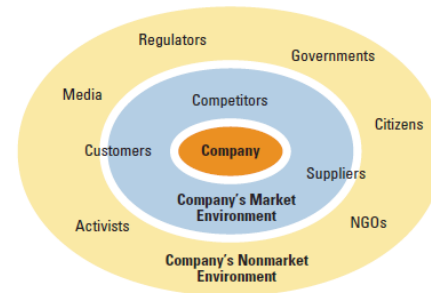 Regulators
Governments
Media
Competitors
Citizens
Customers
Company
Suppliers
Company's Market
Environment
Activists
NGOs
Company's Nonmarket
Environment